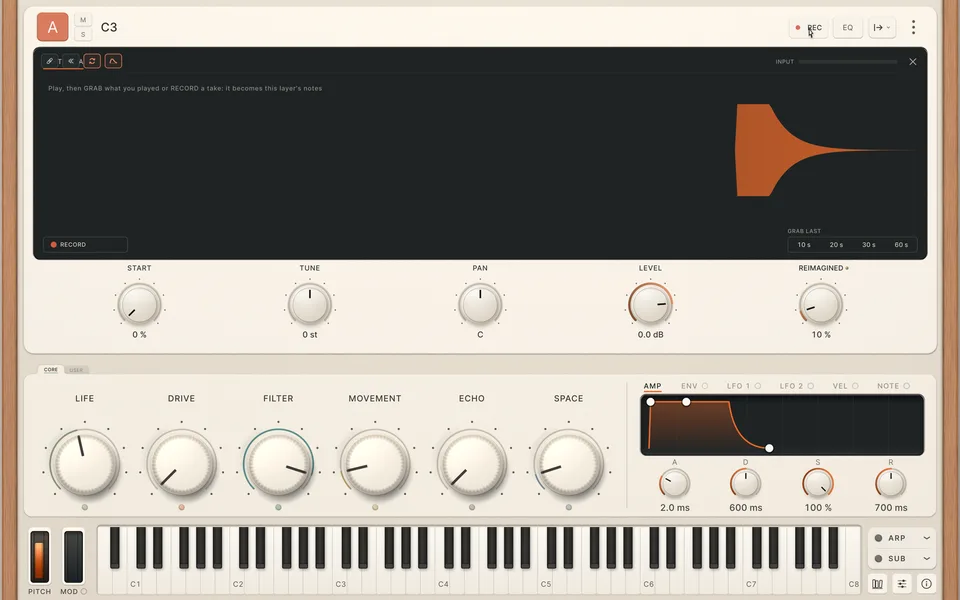 A
M
S
C3
REC
EQ
T
A
INPUT
Play, then GRAB what you played or RECORD a take: it becomes this layer's notes
RECORD
GRAB LAST
10 s 20 s 30 s 60 s
START TUNE PAN LEVEL REIMAGINED
0 % 0 st C 0.0 dB 10 %
CORE USER
LIFE DRIVE FILTER MOVEMENT ECHO SPACE
AMP ENV LFO 1 LFO 2 VEL NOTE
A D S R
2.0 ms 600 ms 100 % 700 ms
PITCH MOD
C1 C2 C3 C4 C5 C6 C7 C8
ARP
SUB